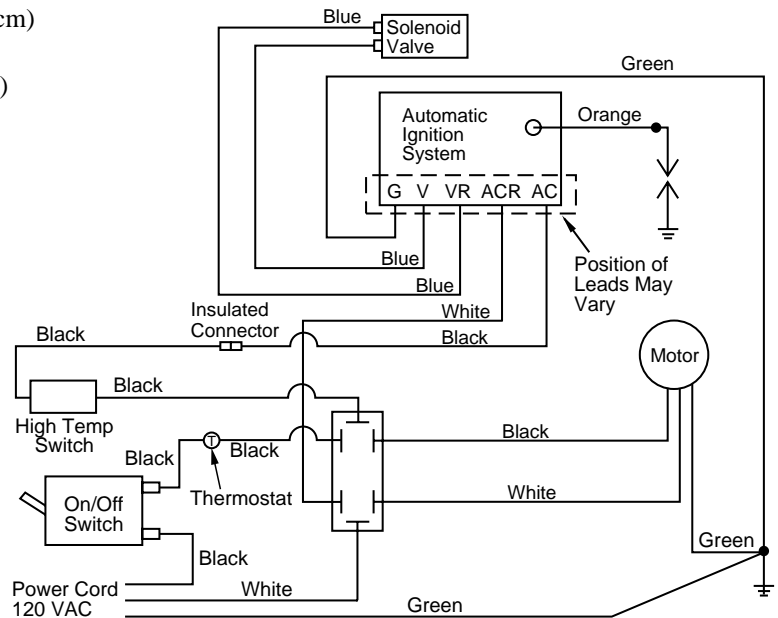 cm)
)
Blue
Solenoid
Valve
Green
Automatic
Ignition
System
Orange
G V VR ACR AC
Blue
Blue
Position of
Leads May
Vary
White
Insulated
Connector
Black
Black
Motor
Black
High Temp
Switch
Black
T
Black
Black
Thermostat
White
On/Off
Switch
Black
Green
Power Cord
120 VAC
White
Green